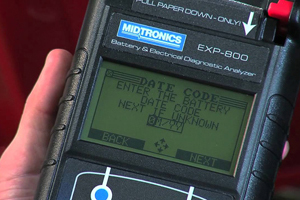 PULL PAPER DOWN - ONLY!
MIDTRONICS
EXP-800
Battery & Electrical Diagnostic Analyzer
DATE CODE
ENTER THE BATTERY
DATE CODE
NEXT IF UNKNOWN
BACK
NEXT